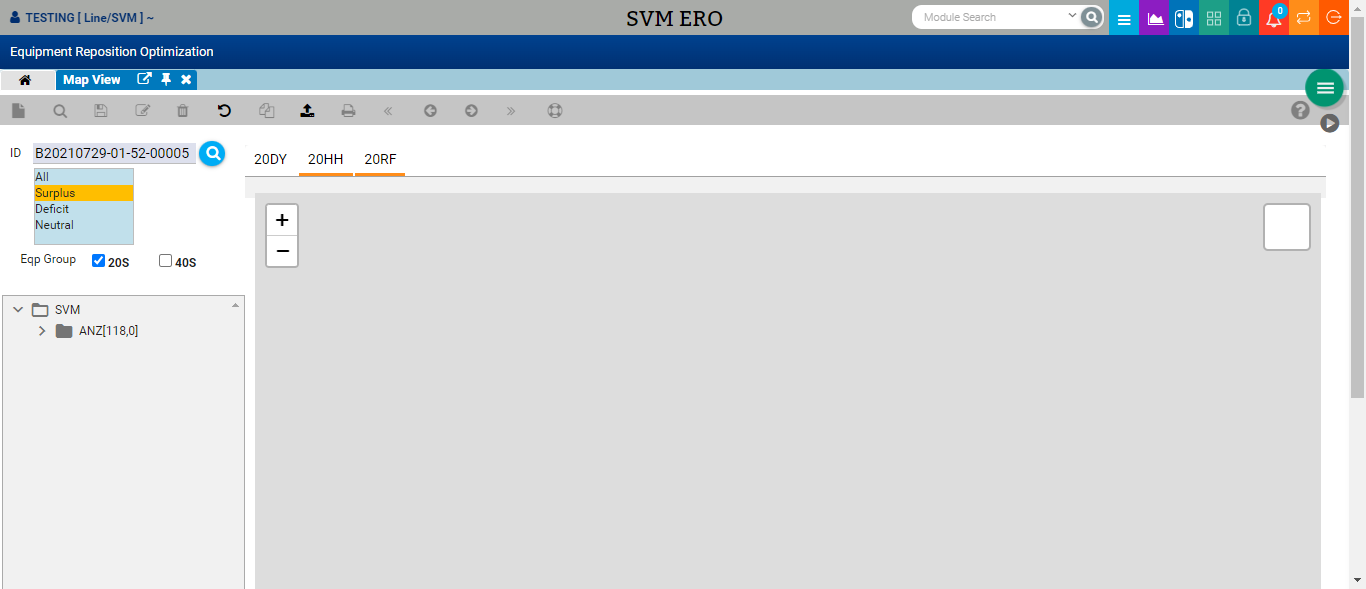 TESTING [ Line/SVM ] ~
SVM ERO
Module Search
0
Equipment Reposition Optimization
Map View
ID B20210729-01-52-00005
20DY 20HH 20RF
All
Surplus
Deficit
Neutral
Eqp Group 20S 40S
+
−
SVM
ANZ[118,0]